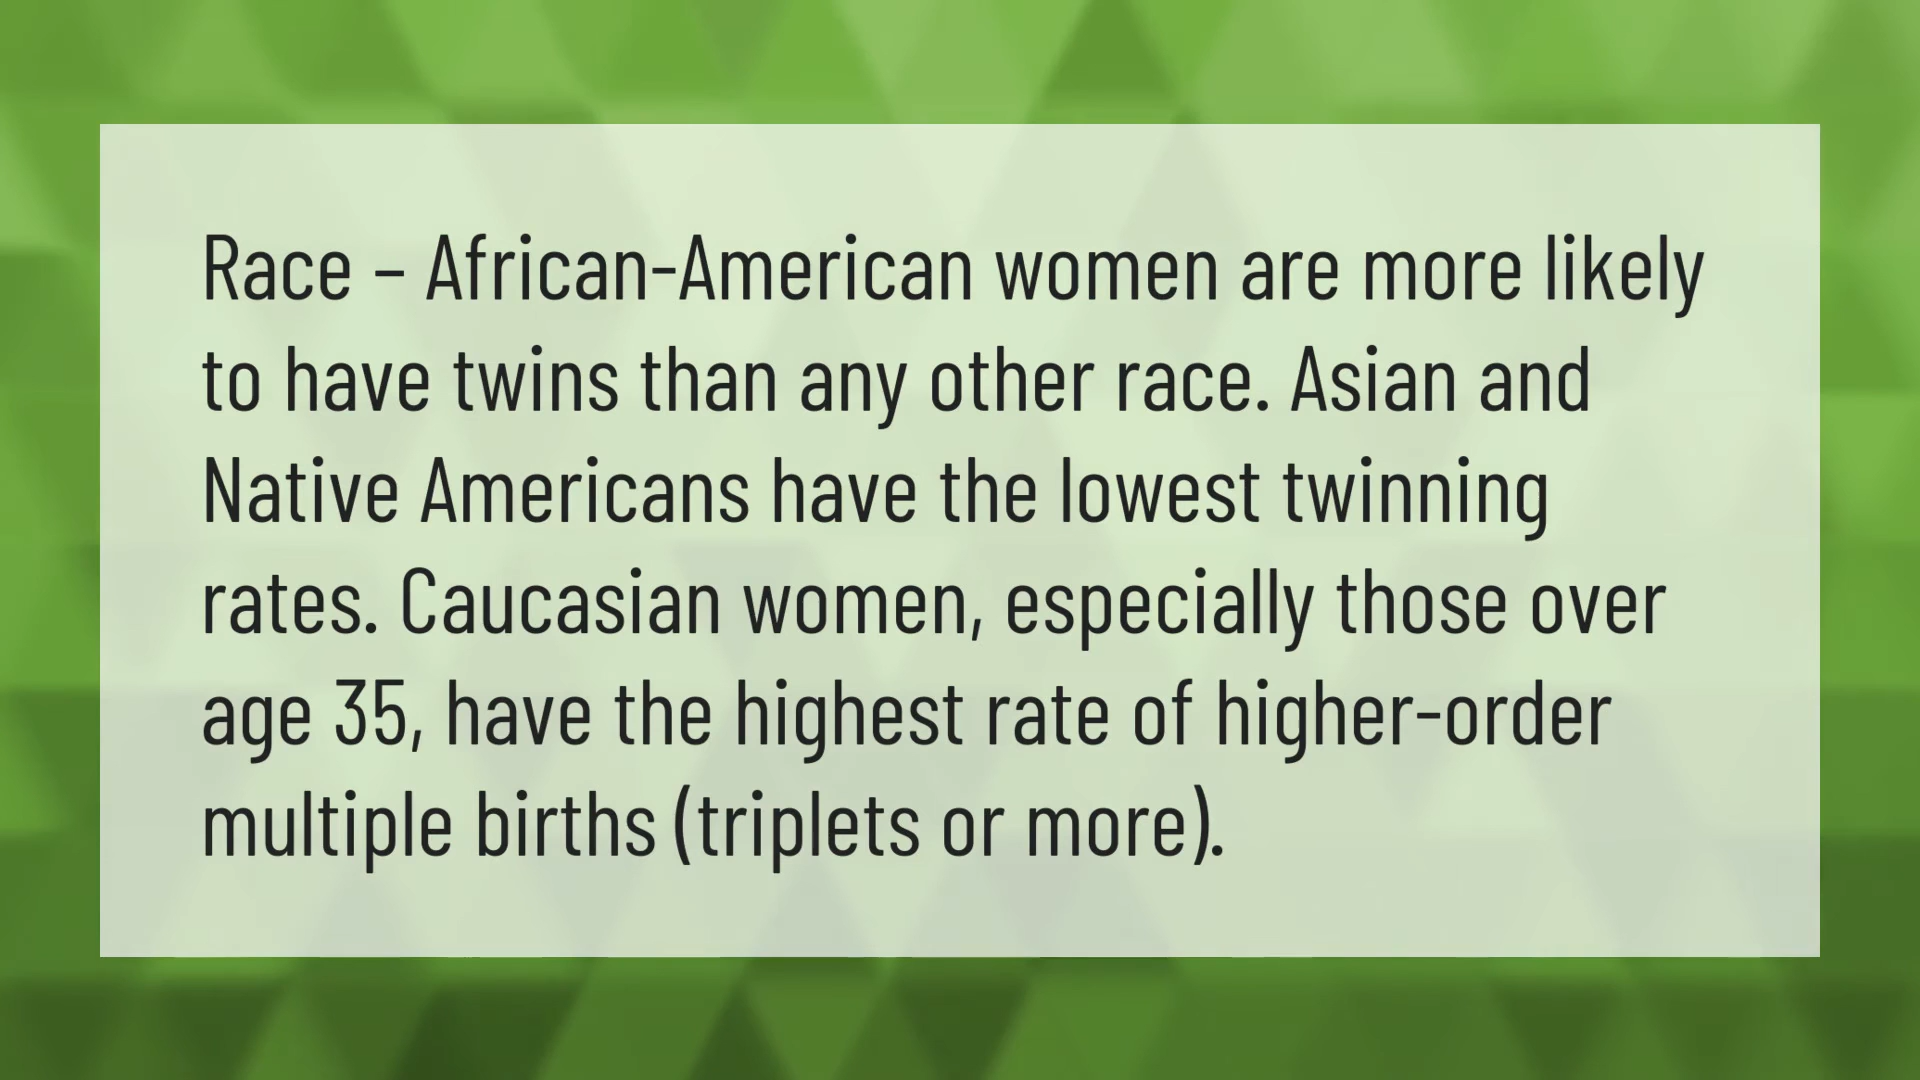 Race – African-American women are more likely
to have twins than any other race. Asian and
Native Americans have the lowest twinning
rates. Caucasian women, especially those over
age 35, have the highest rate of higher-order
multiple births (triplets or more).